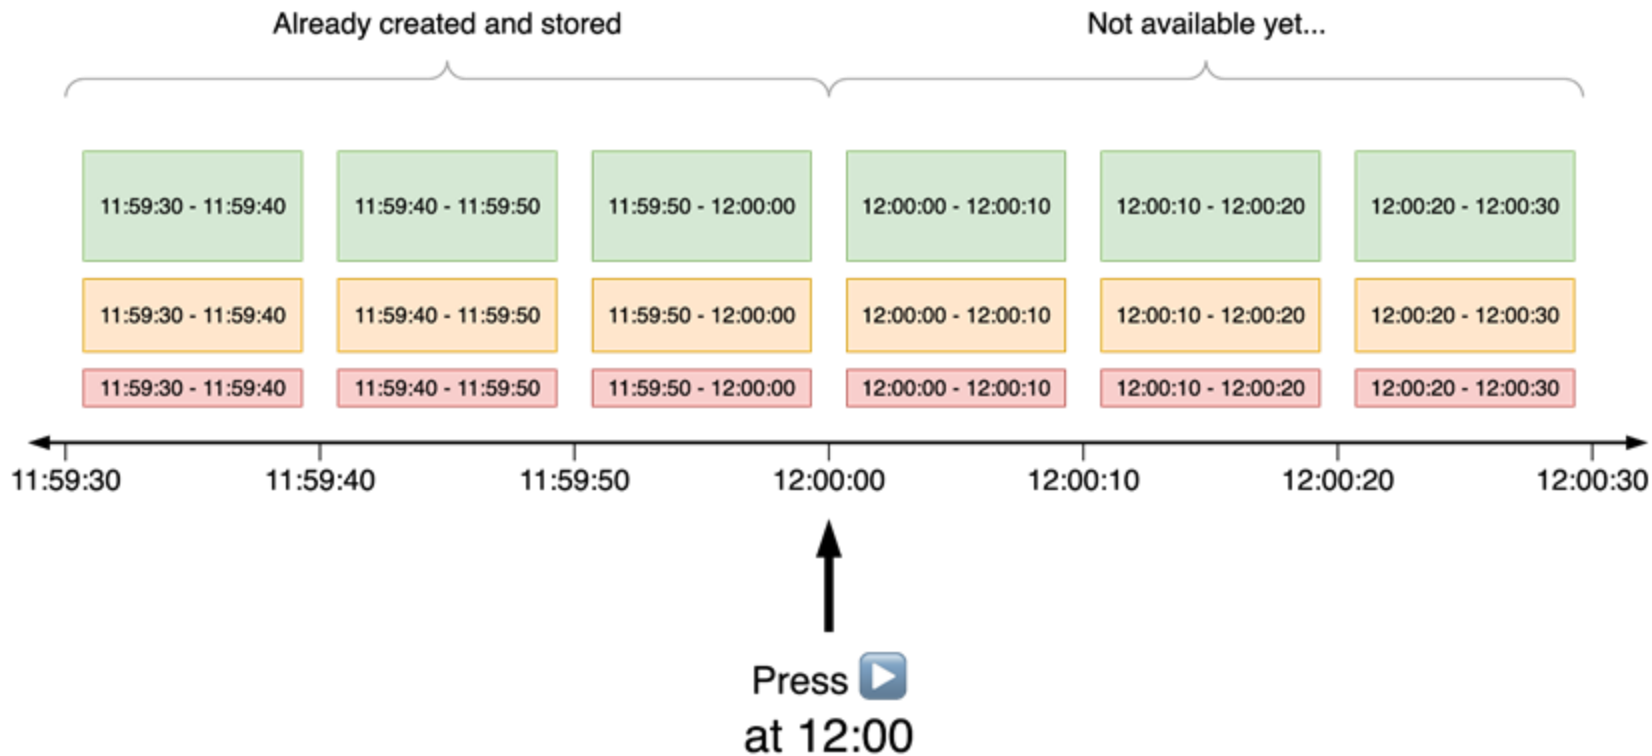 Already created and stored
Not available yet...
11:59:30 - 11:59:40
11:59:40 - 11:59:50
11:59:50 - 12:00:00
12:00:00 - 12:00:10
12:00:10 - 12:00:20
12:00:20 - 12:00:30
11:59:30 - 11:59:40
11:59:40 - 11:59:50
11:59:50 - 12:00:00
12:00:00 - 12:00:10
12:00:10 - 12:00:20
12:00:20 - 12:00:30
11:59:30 - 11:59:40
11:59:40 - 11:59:50
11:59:50 - 12:00:00
12:00:00 - 12:00:10
12:00:10 - 12:00:20
12:00:20 - 12:00:30
11:59:30
11:59:40
11:59:50
12:00:00
12:00:10
12:00:20
12:00:30
Press ▶️
at 12:00